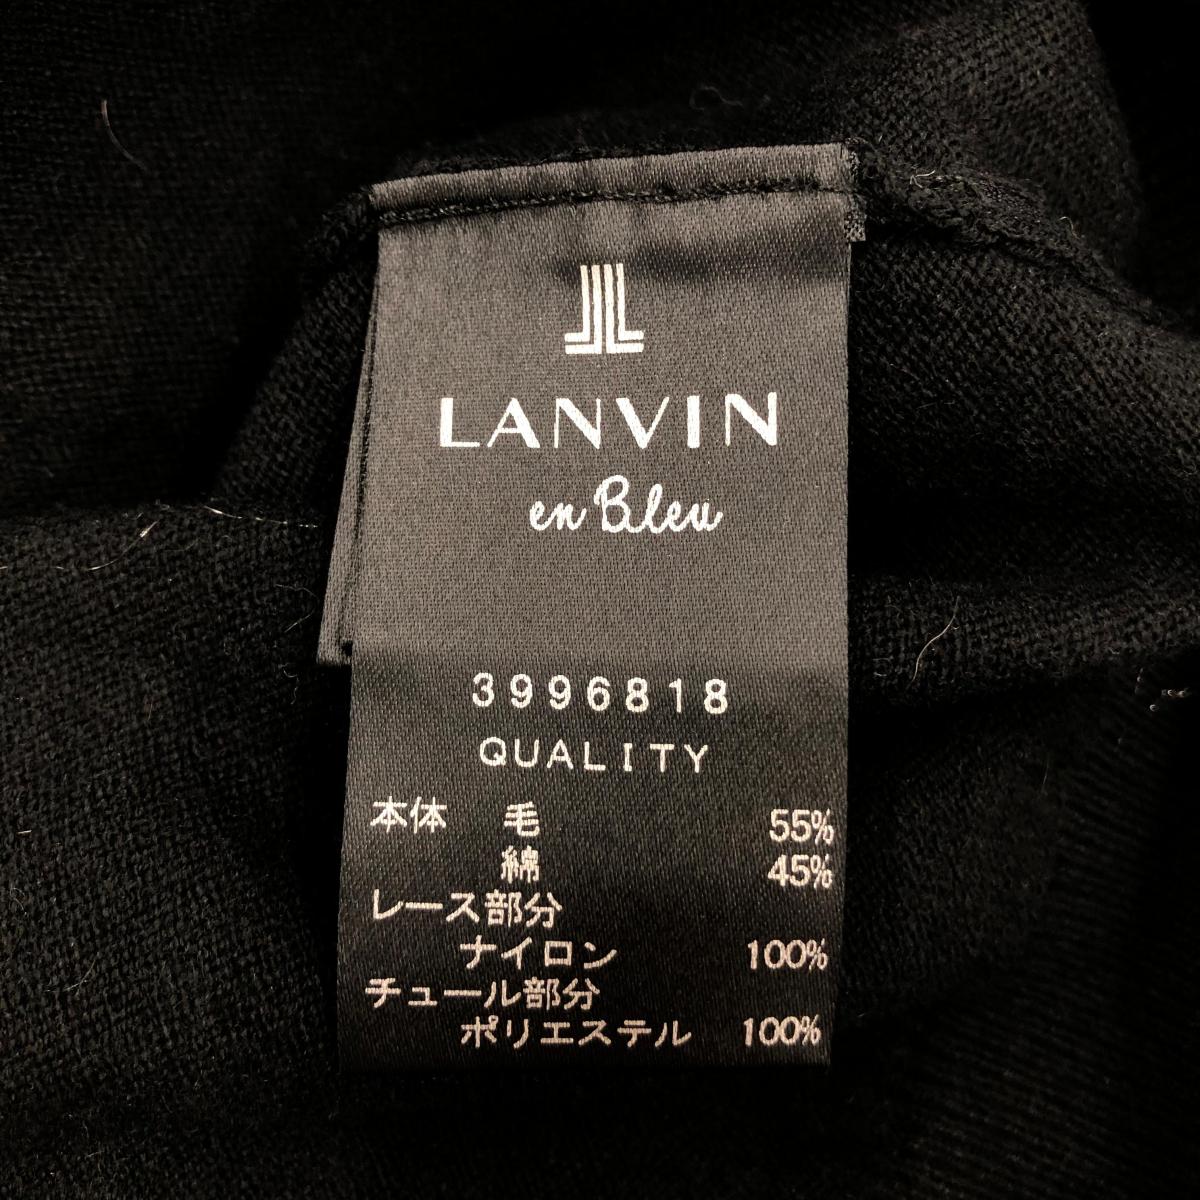 LANVIN
en Bleu
3996818
QUALITY
本体 毛 55%
綿 45%
レース部分
ナイロン 100%
チュール部分
ポリエステル 100%